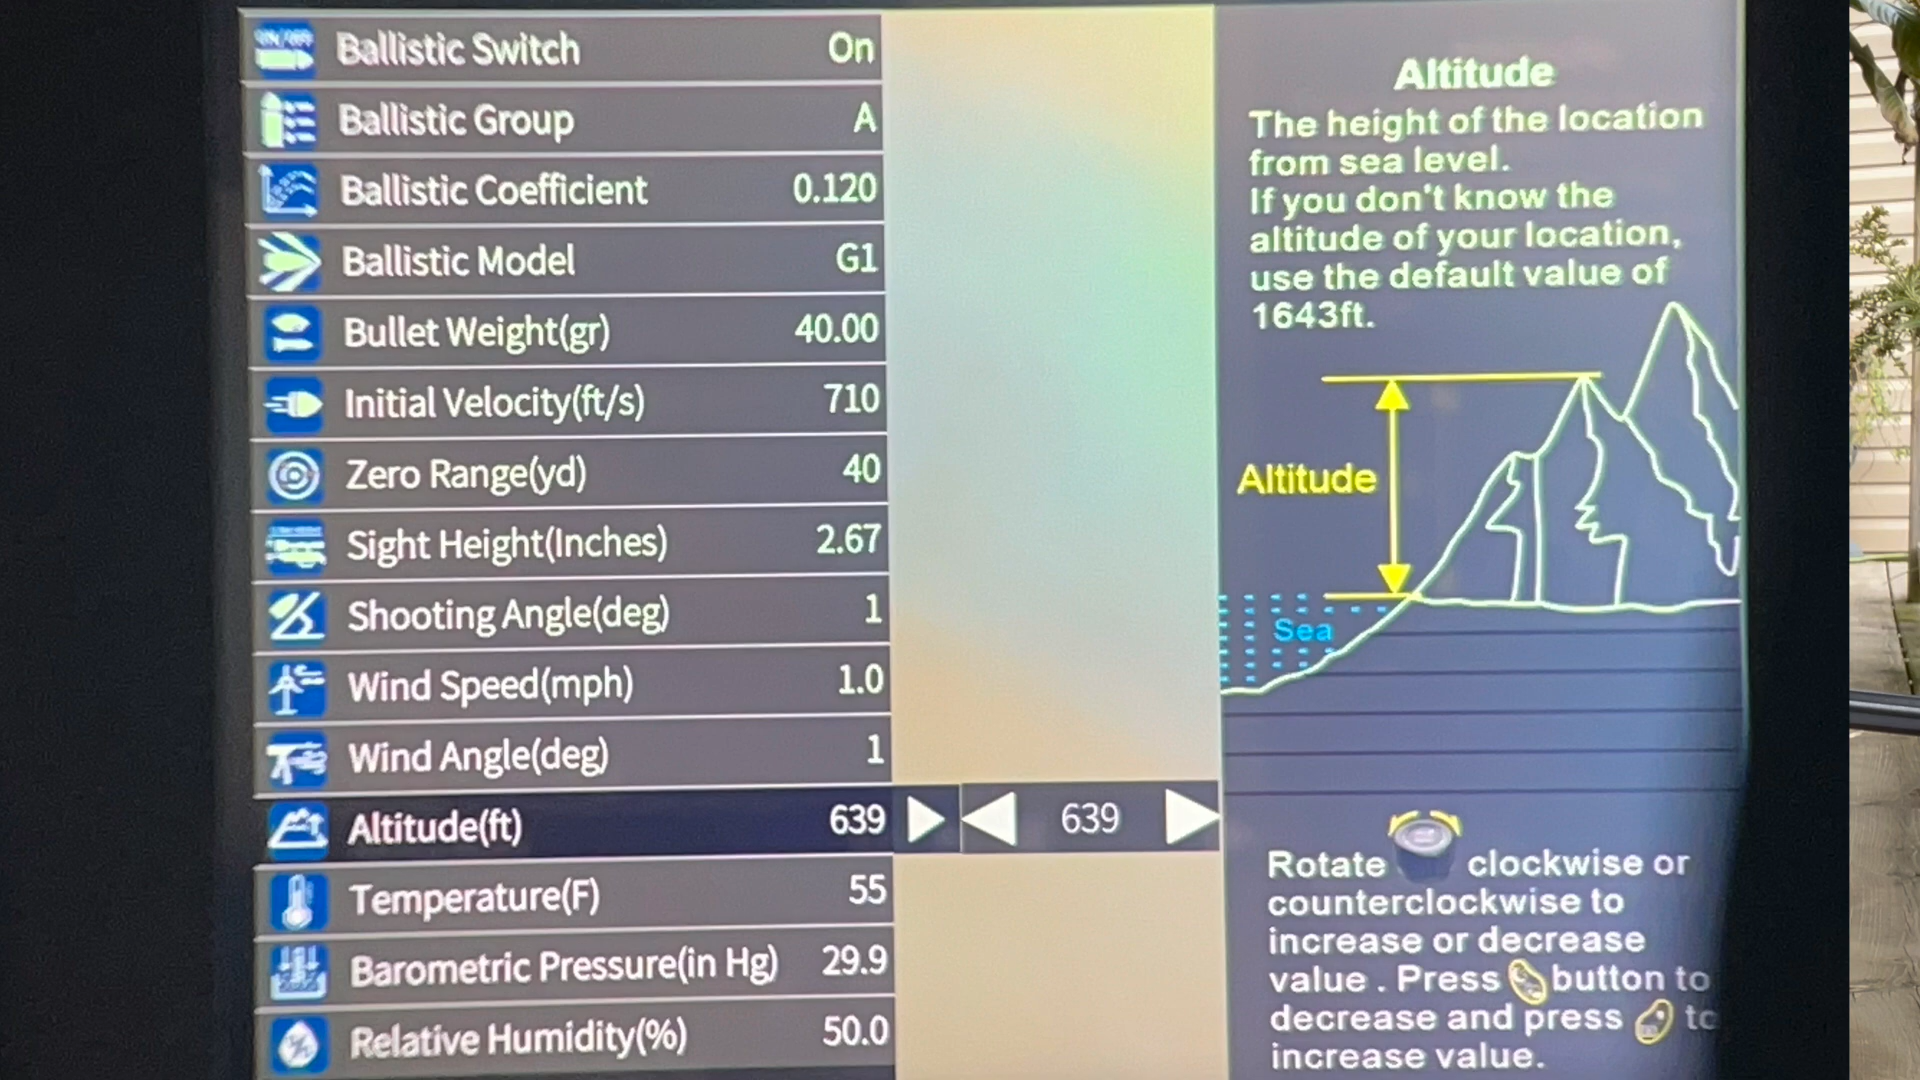 Ballistic Switch On
Ballistic Group A
Ballistic Coefficient 0.120
Ballistic Model G1
Bullet Weight(gr) 40.00
Initial Velocity(ft/s) 710
Zero Range(yd) 40
Sight Height(Inches) 2.67
Shooting Angle(deg) 1
Wind Speed(mph) 1.0
Wind Angle(deg) 1
Altitude(ft) 639 639
Temperature(F) 55
Barometric Pressure(in Hg) 29.9
Relative Humidity(%) 50.0
Altitude
The height of the location
from sea level.
If you don't know the
altitude of your location,
use the default value of
1643ft.
Altitude
Sea
Rotate clockwise or
counterclockwise to
increase or decrease
value . Press button to
decrease and press to
increase value.